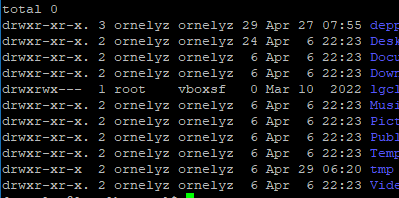 total 0
drwxr-xr-x. 3 ornelyz ornelyz 29 Apr 27 07:55 depp
drwxr-xr-x. 2 ornelyz ornelyz 24 Apr  6 22:23 Desk
drwxr-xr-x. 2 ornelyz ornelyz  6 Apr  6 22:23 Docu
drwxr-xr-x. 2 ornelyz ornelyz  6 Apr  6 22:23 Down
drwxrwx---  1 root    vboxsf   0 Mar 10  2022 lgcl
drwxr-xr-x. 2 ornelyz ornelyz  6 Apr  6 22:23 Musi
drwxr-xr-x. 2 ornelyz ornelyz  6 Apr  6 22:23 Pict
drwxr-xr-x. 2 ornelyz ornelyz  6 Apr  6 22:23 Publ
drwxr-xr-x. 2 ornelyz ornelyz  6 Apr  6 22:23 Temp
drwxr-xr-x  2 ornelyz ornelyz  6 Apr 29 06:20 tmp
drwxr-xr-x. 2 ornelyz ornelyz  6 Apr  6 22:23 Vide